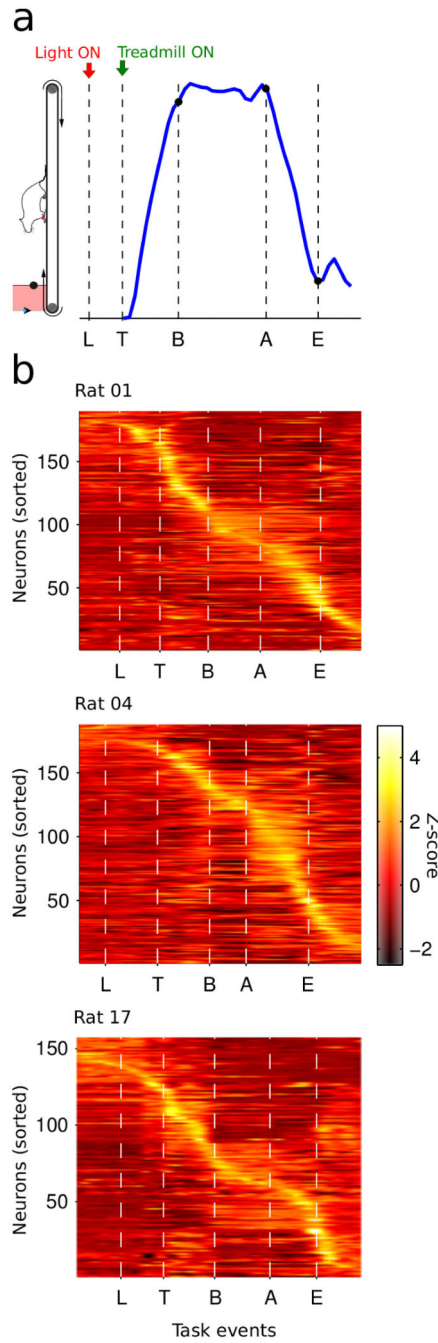 a
Light ON
Treadmill ON
L T B A E
b
Rat 01
Neurons (sorted)
150
100
50
L T B A E
Rat 04
Neurons (sorted)
150
100
50
L T B A E
4
2
0
−2
Z-score
Rat 17
Neurons (sorted)
150
100
50
L T B A E
Task events